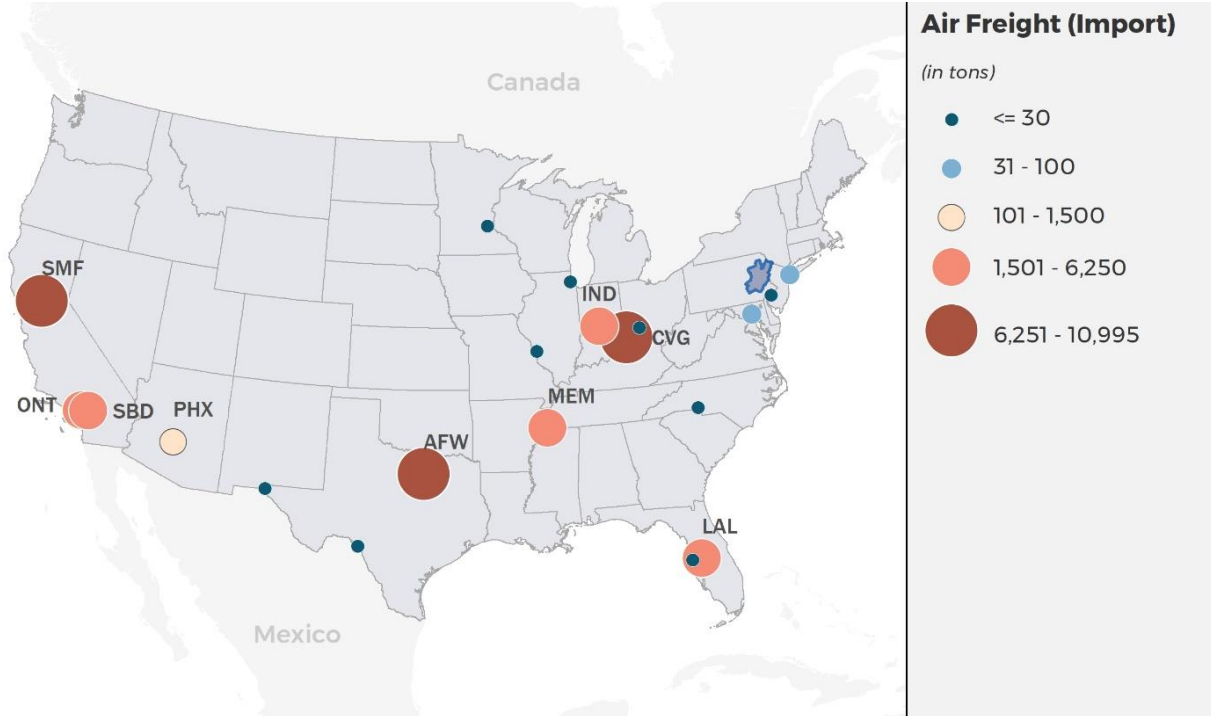 Canada
SMF
IND
CVG
MEM
ONT
SBD
PHX
AFW
LAL
Mexico
Air Freight (Import)
(in tons)
<= 30
31 - 100
101 - 1,500
1,501 - 6,250
6,251 - 10,995